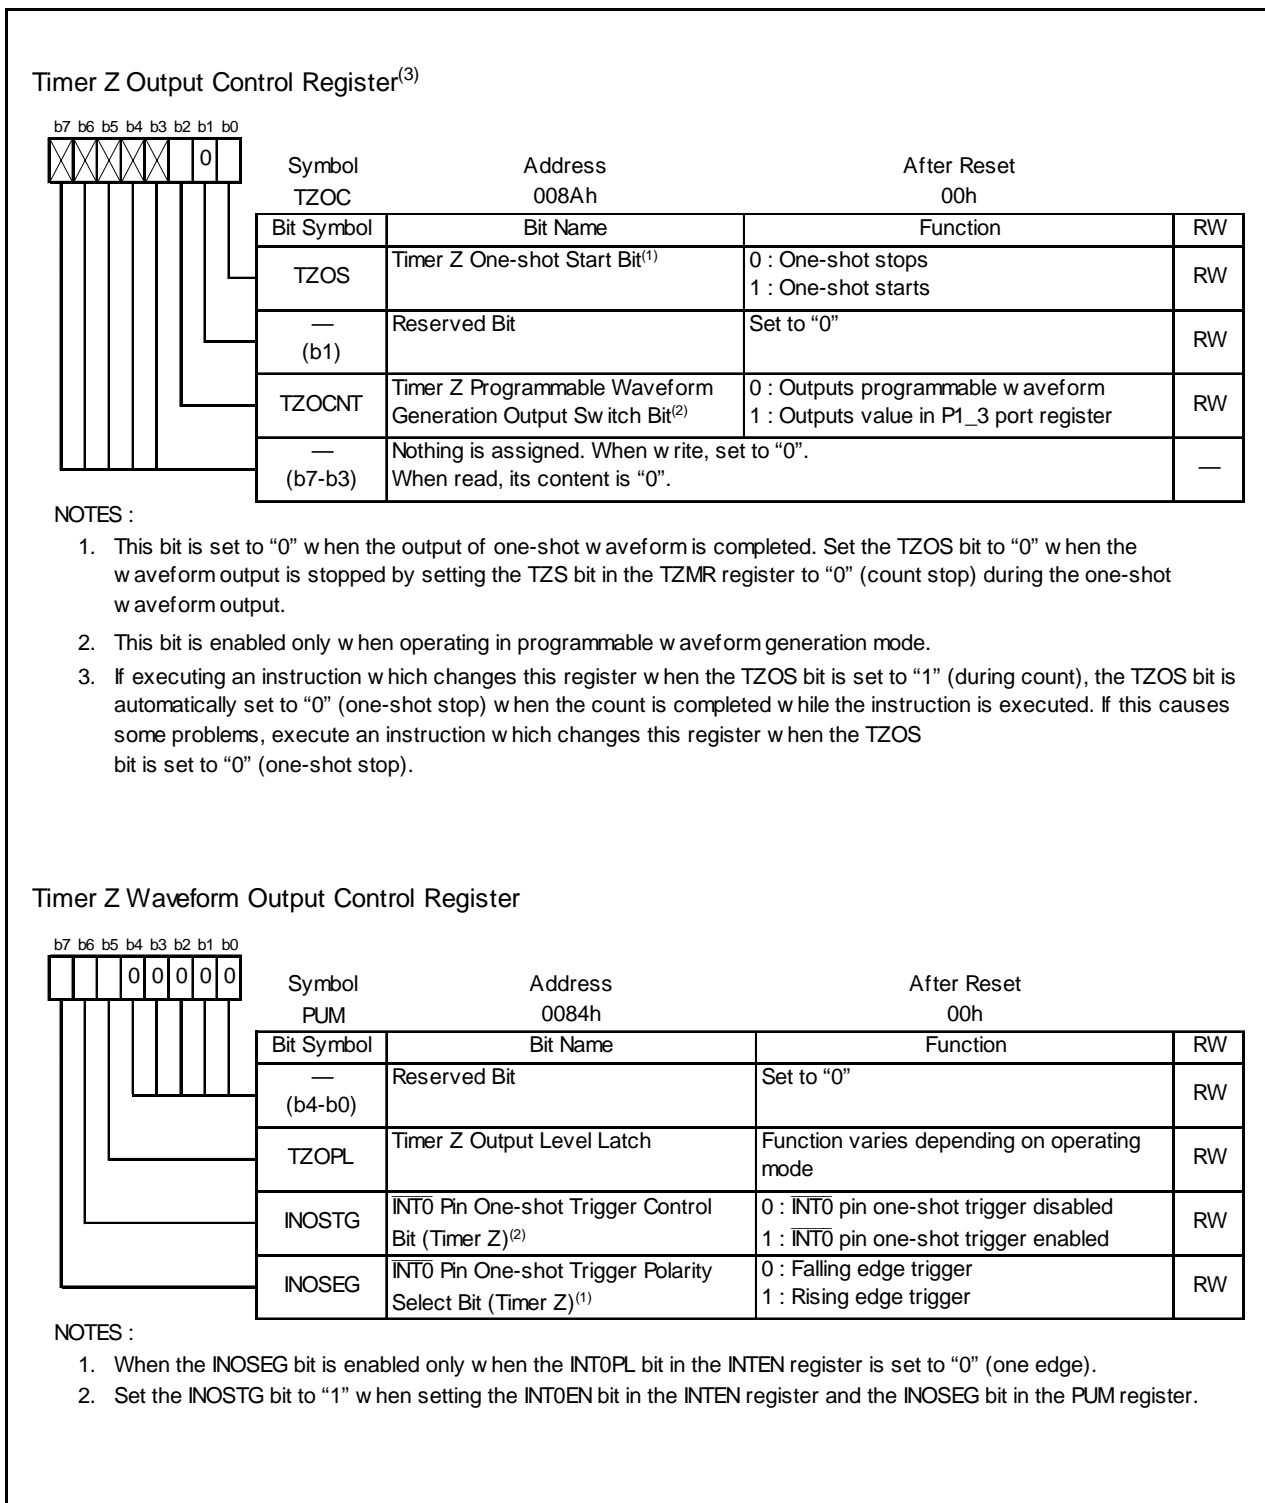 Timer Z Output Control Register(3)
b7 b6 b5 b4 b3 b2 b1 b0
0
Symbol Address After Reset
TZOC 008Ah 00h
Bit Symbol Bit Name Function RW
TZOS Timer Z One-shot Start Bit(1) 0 : One-shot stops
1 : One-shot starts RW
— (b1) Reserved Bit Set to “0” RW
TZOCNT Timer Z Programmable Waveform
Generation Output Switch Bit(2) 0 : Outputs programmable waveform
1 : Outputs value in P1_3 port register RW
— (b7-b3) Nothing is assigned. When write, set to “0”.
When read, its content is “0”. —
NOTES :
1. This bit is set to “0” when the output of one-shot waveform is completed. Set the TZOS bit to “0” when the
waveform output is stopped by setting the TZS bit in the TZMR register to “0” (count stop) during the one-shot
waveform output.
2. This bit is enabled only when operating in programmable waveform generation mode.
3. If executing an instruction which changes this register when the TZOS bit is set to “1” (during count), the TZOS bit is
automatically set to “0” (one-shot stop) when the count is completed while the instruction is executed. If this causes
some problems, execute an instruction which changes this register when the TZOS
bit is set to “0” (one-shot stop).
Timer Z Waveform Output Control Register
b7 b6 b5 b4 b3 b2 b1 b0
0 0 0 0 0
Symbol Address After Reset
PUM 0084h 00h
Bit Symbol Bit Name Function RW
— (b4-b0) Reserved Bit Set to “0” RW
TZOPL Timer Z Output Level Latch Function varies depending on operating
mode RW
INOSTG INT0 Pin One-shot Trigger Control
Bit (Timer Z)(2) 0 : INT0 pin one-shot trigger disabled
1 : INT0 pin one-shot trigger enabled RW
INOSEG INT0 Pin One-shot Trigger Polarity
Select Bit (Timer Z)(1) 0 : Falling edge trigger
1 : Rising edge trigger RW
NOTES :
1. When the INOSEG bit is enabled only when the INT0PL bit in the INTEN register is set to “0” (one edge).
2. Set the INOSTG bit to “1” when setting the INT0EN bit in the INTEN register and the INOSEG bit in the PUM register.